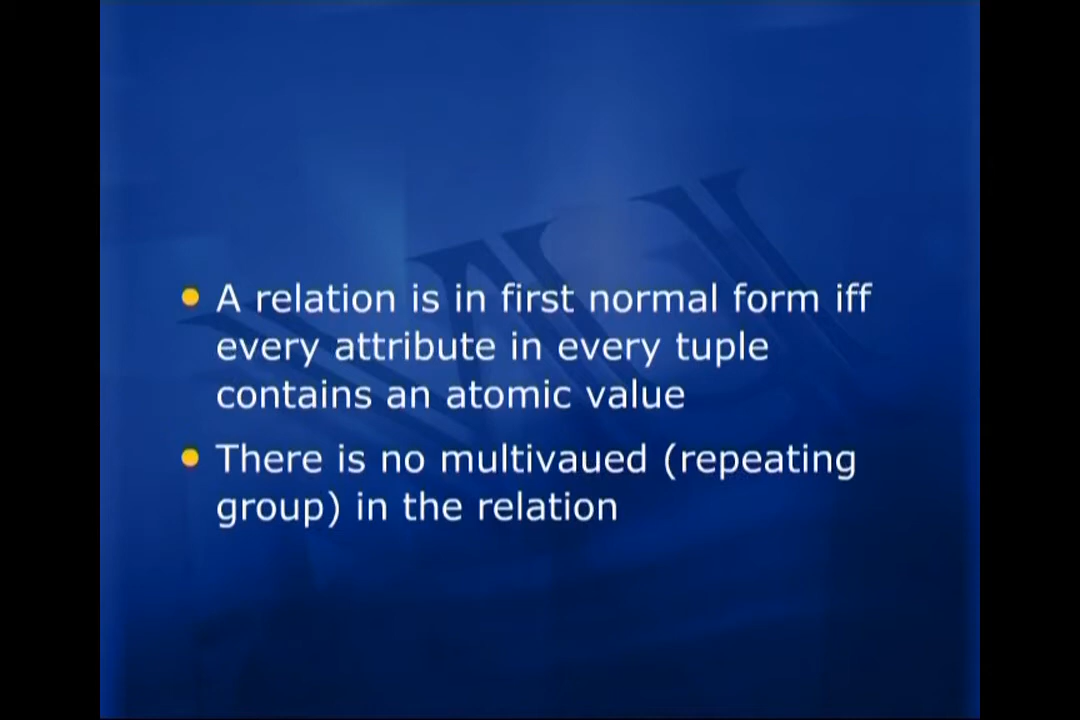 • A relation is in first normal form iff
every attribute in every tuple
contains an atomic value
• There is no multivaued (repeating
group) in the relation